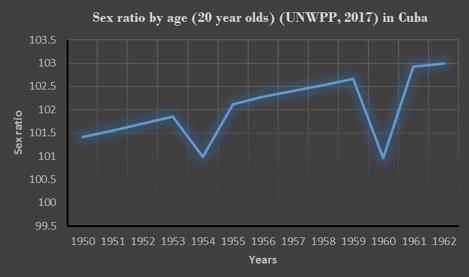 Sex ratio by age (20 year olds) (UNWPP, 2017) in Cuba
103.5
103
102.5
102
101.5
101
100.5
100
99.5
Sex ratio
1950 1951 1952 1953 1954 1955 1956 1957 1958 1959 1960 1961 1962
Years